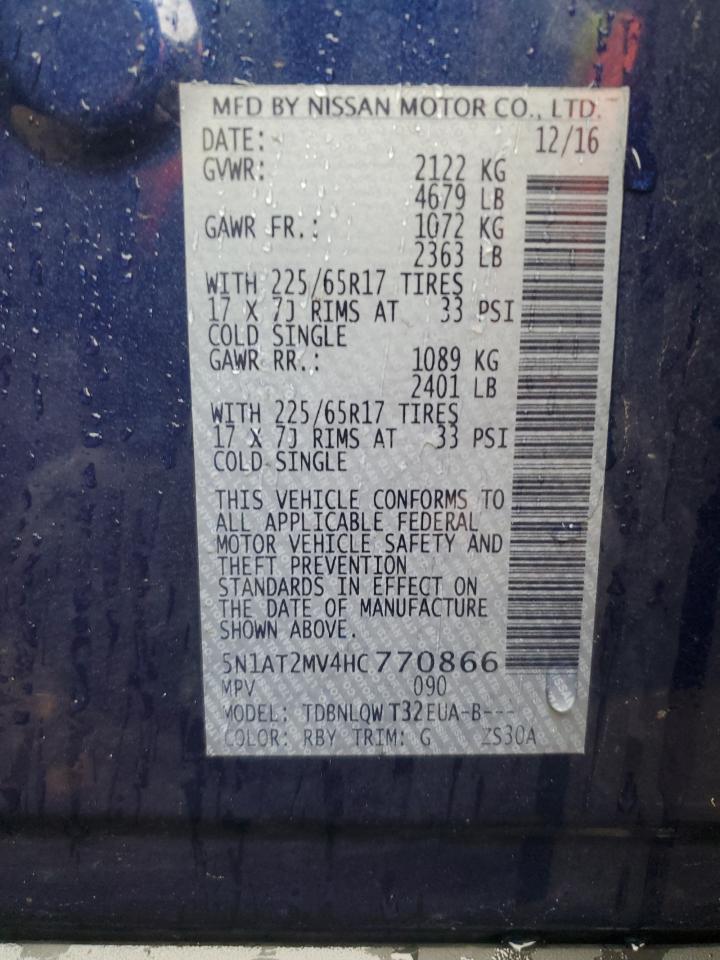 MFD BY NISSAN MOTOR CO., LTD.
DATE: 12/16
GVWR: 2122 KG
4679 LB
GAWR FR.: 1072 KG
2363 LB
WITH 225/65R17 TIRES
17 X 7J RIMS AT 33 PSI
COLD SINGLE
GAWR RR.: 1089 KG
2401 LB
WITH 225/65R17 TIRES
17 X 7J RIMS AT 33 PSI
COLD SINGLE
THIS VEHICLE CONFORMS TO
ALL APPLICABLE FEDERAL
MOTOR VEHICLE SAFETY AND
THEFT PREVENTION
STANDARDS IN EFFECT ON
THE DATE OF MANUFACTURE
SHOWN ABOVE.
5N1AT2MV4HC770866
MPV 090
MODEL: TDBNLQW T32EUA-B---
COLOR: RBY TRIM: G ZS30A